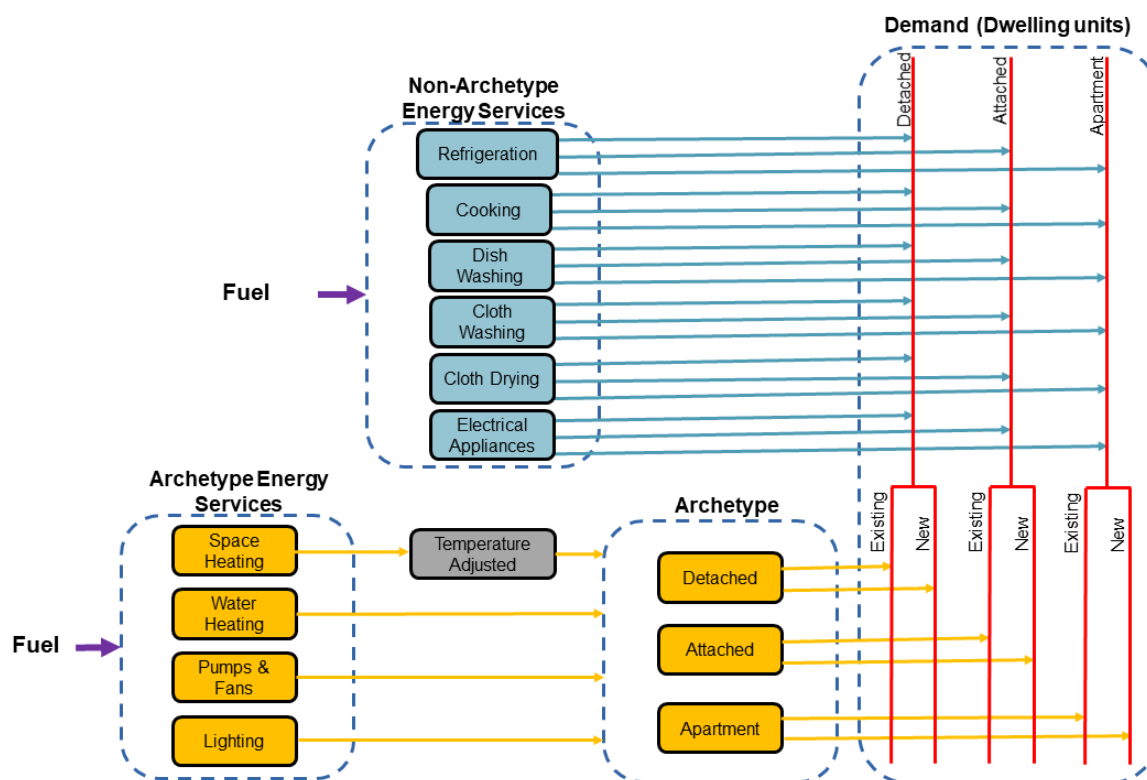 Demand (Dwelling units)
Detached
Attached
Apartment
Non-Archetype
Energy Services
Refrigeration
Cooking
Dish
Washing
Fuel
Cloth
Washing
Cloth Drying
Electrical
Appliances
Archetype Energy
Services
Archetype
Existing
New
Existing
New
Existing
New
Space
Heating
Temperature
Adjusted
Detached
Water
Heating
Fuel
Attached
Pumps &
Fans
Lighting
Apartment